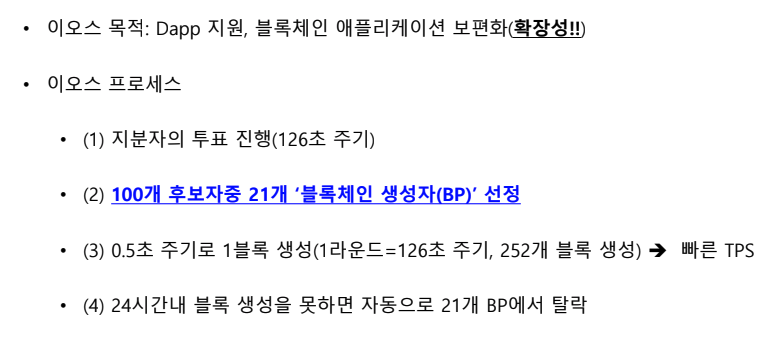 • 이오스 목적: Dapp 지원, 블록체인 애플리케이션 보편화(확장성!!)
• 이오스 프로세스
• (1) 지분자의 투표 진행(126초 주기)
• (2) 100개 후보자중 21개 ‘블록체인 생성자(BP)’ 선정
• (3) 0.5초 주기로 1블록 생성(1라운드=126초 주기, 252개 블록 생성) ➔ 빠른 TPS
• (4) 24시간내 블록 생성을 못하면 자동으로 21개 BP에서 탈락